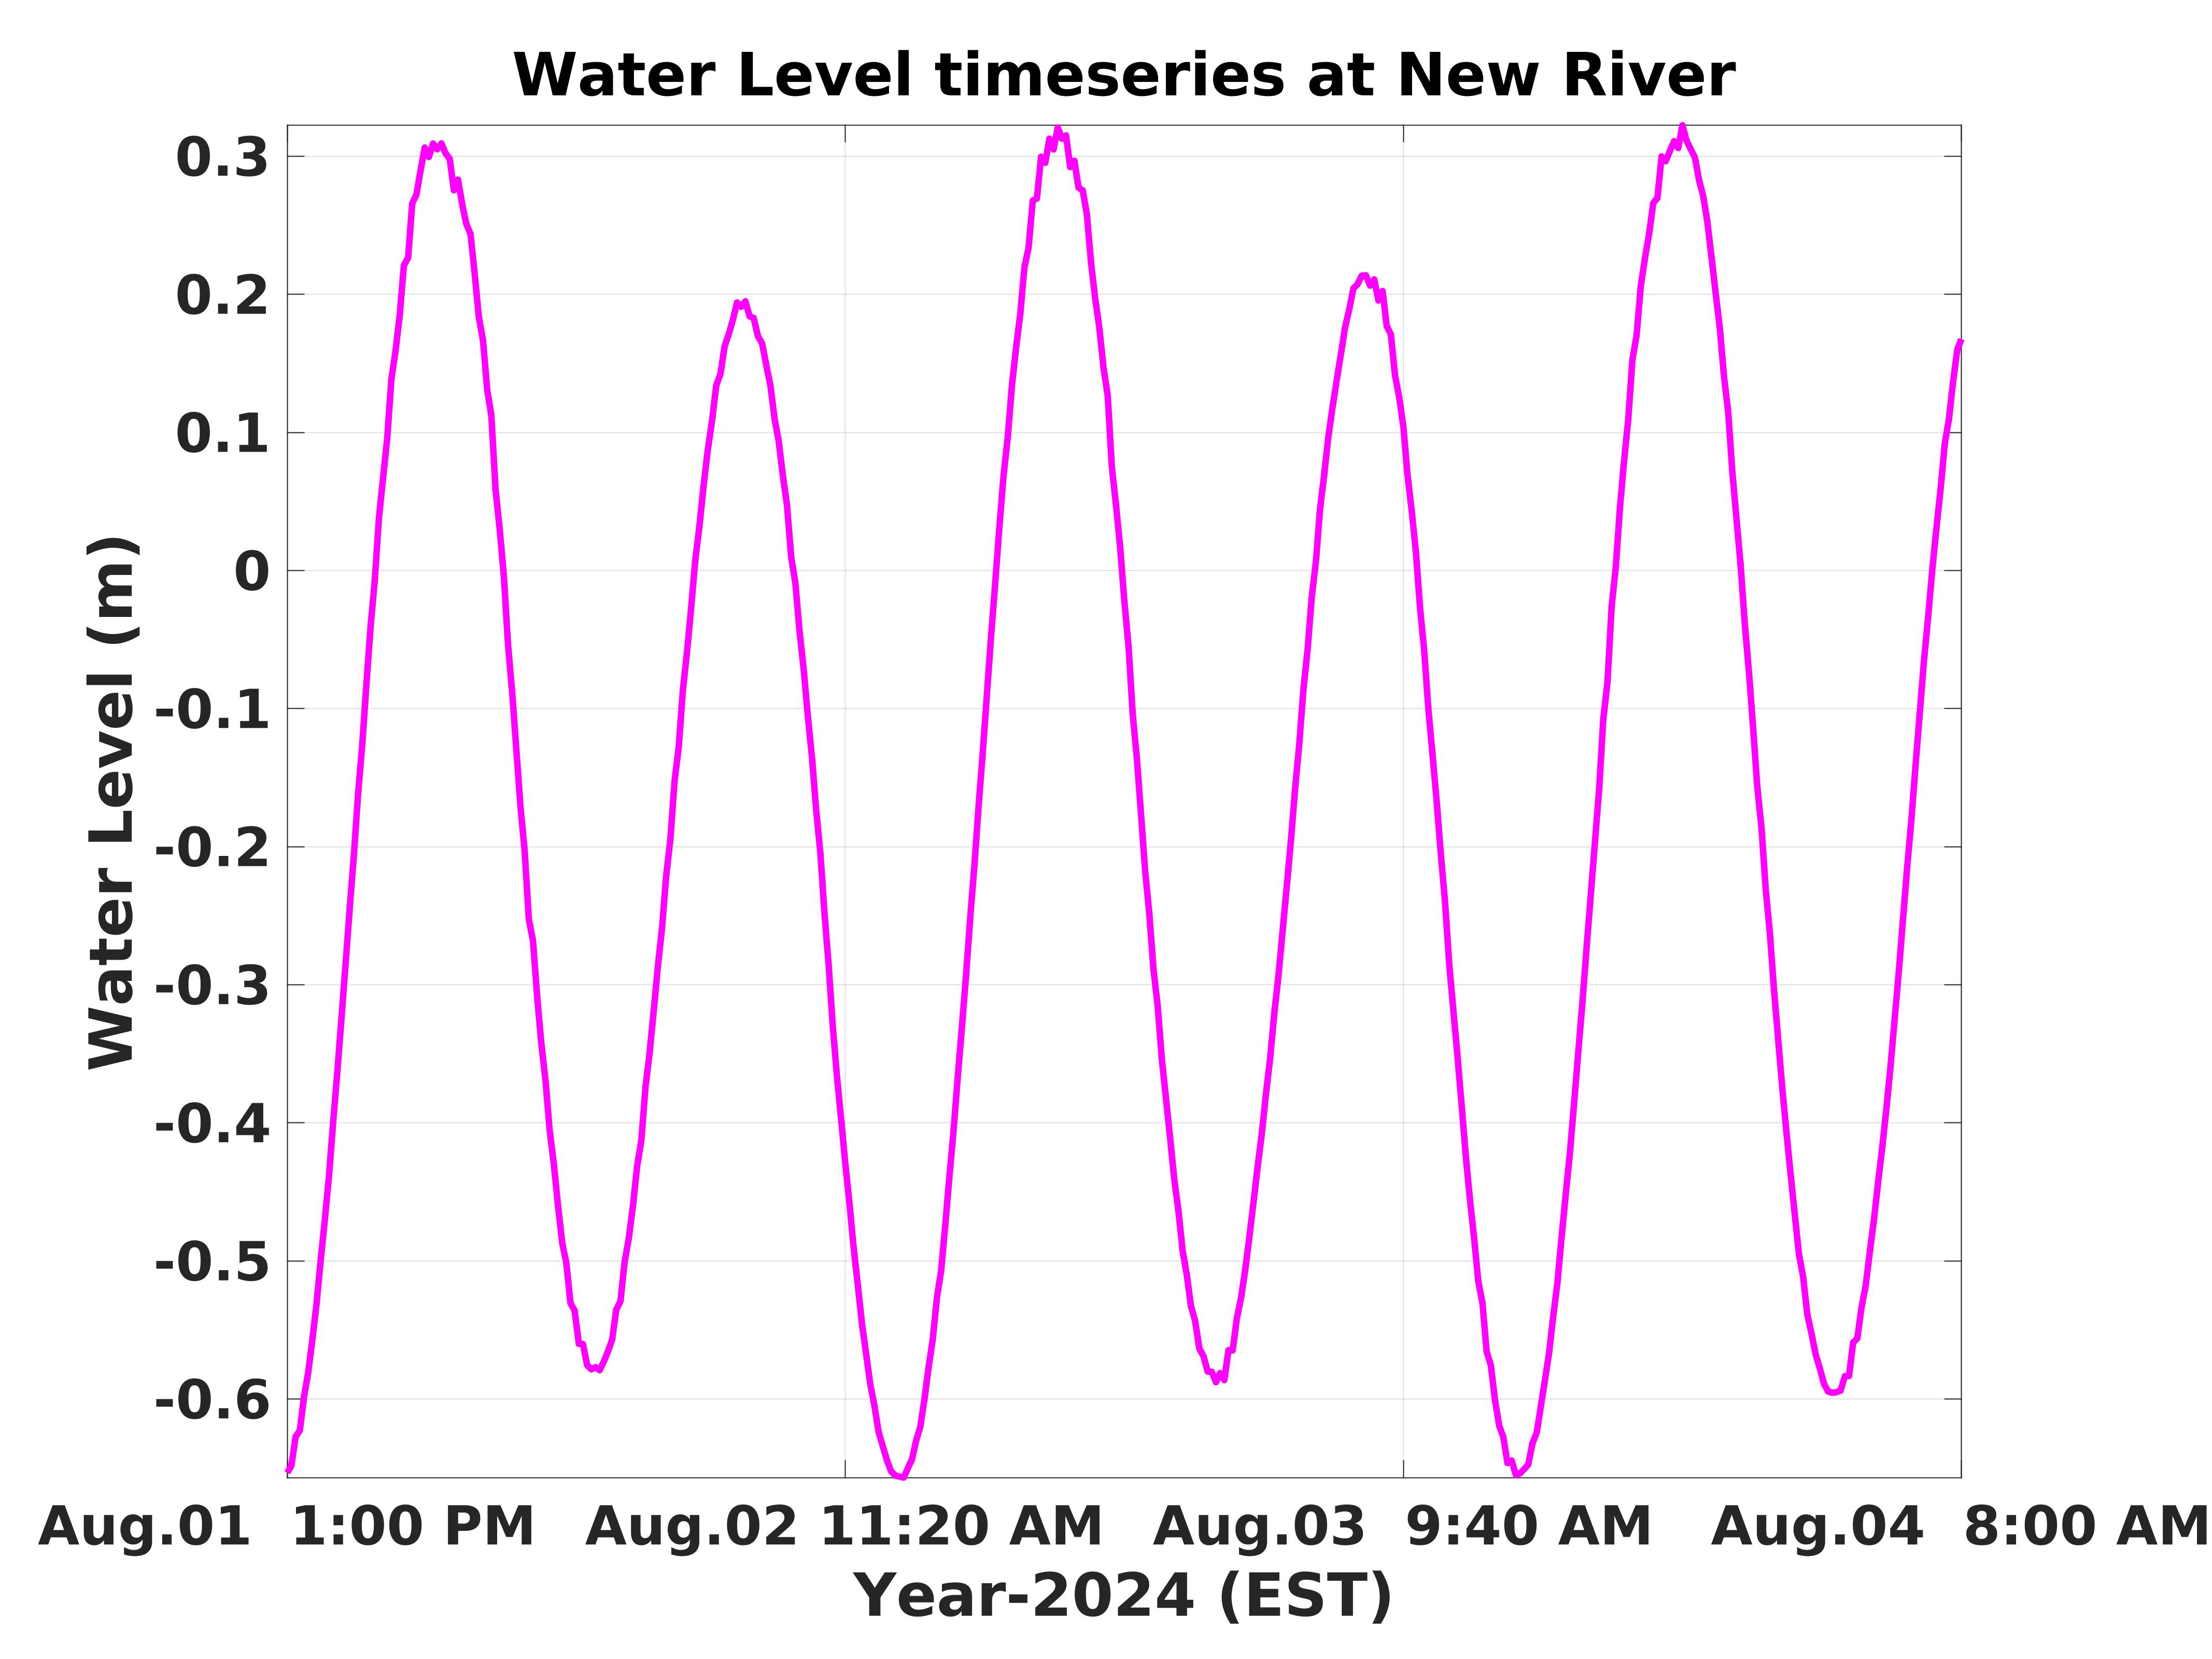 Water Level timeseries at New River
Water Level (m)
0.3
0.2
0.1
0
-0.1
-0.2
-0.3
-0.4
-0.5
-0.6
Aug.01 1:00 PM Aug.02 11:20 AM Aug.03 9:40 AM Aug.04 8:00 AM
Year-2024 (EST)